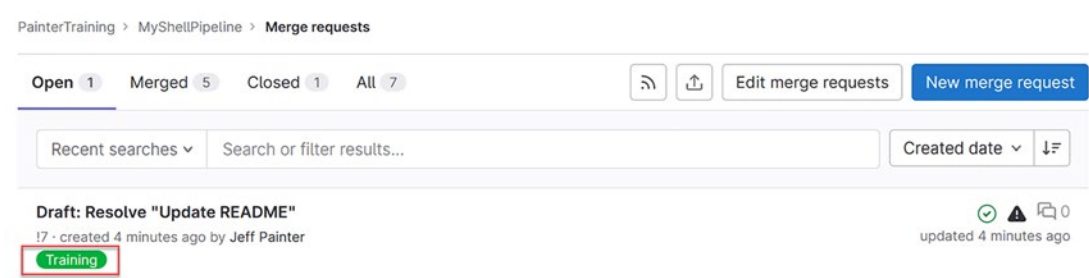 PainterTraining > MyShellPipeline > Merge requests
Open 1 Merged 5 Closed 1 All 7 Edit merge requests New merge request
Recent searches Search or filter results... Created date
Draft: Resolve "Update README" 0
!7 · created 4 minutes ago by Jeff Painter updated 4 minutes ago
Training